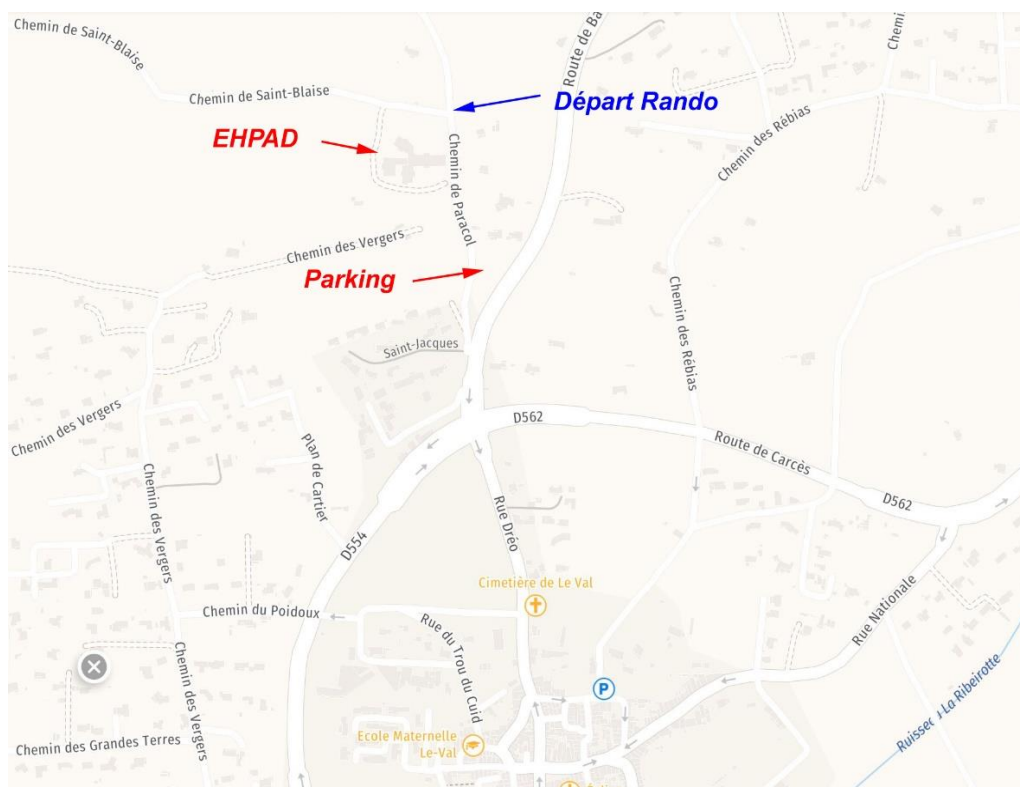 Chemin de Saint-Blaise
Route de Ba
Chemin
Chemin de Saint-Blaise
Départ Rando
Chemin des Rébias
EHPAD
Chemin de Paracol
Chemin des Vergers
Parking
Chemin des Rébias
Saint-Jacques
Chemin des Vergers
D562
Plan de Cartier
Route de Carcès
Chemin des Vergers
Rue Dréo
D562
D554
Cimetière de Le Val
Chemin du Poidoux
Rue Nationale
Rue du Trou du Cuid
Chemin des Vergers
P
Ruisseau La Ribeirotte
Chemin des Grandes Terres
Ecole Maternelle
Le-Val